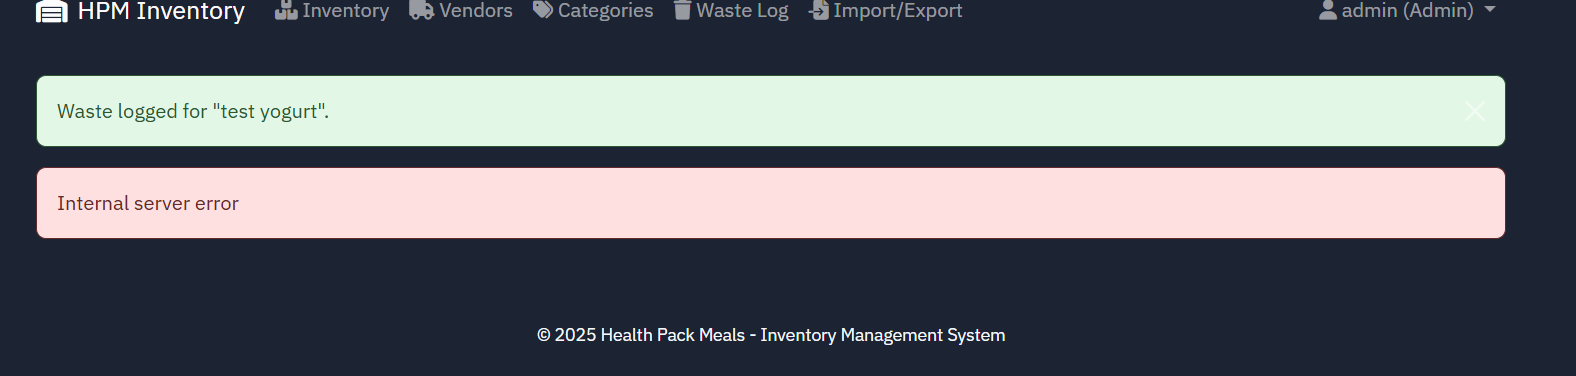 HPM Inventory Inventory Vendors Categories Waste Log Import/Export admin (Admin)
Waste logged for "test yogurt".
Internal server error
© 2025 Health Pack Meals - Inventory Management System